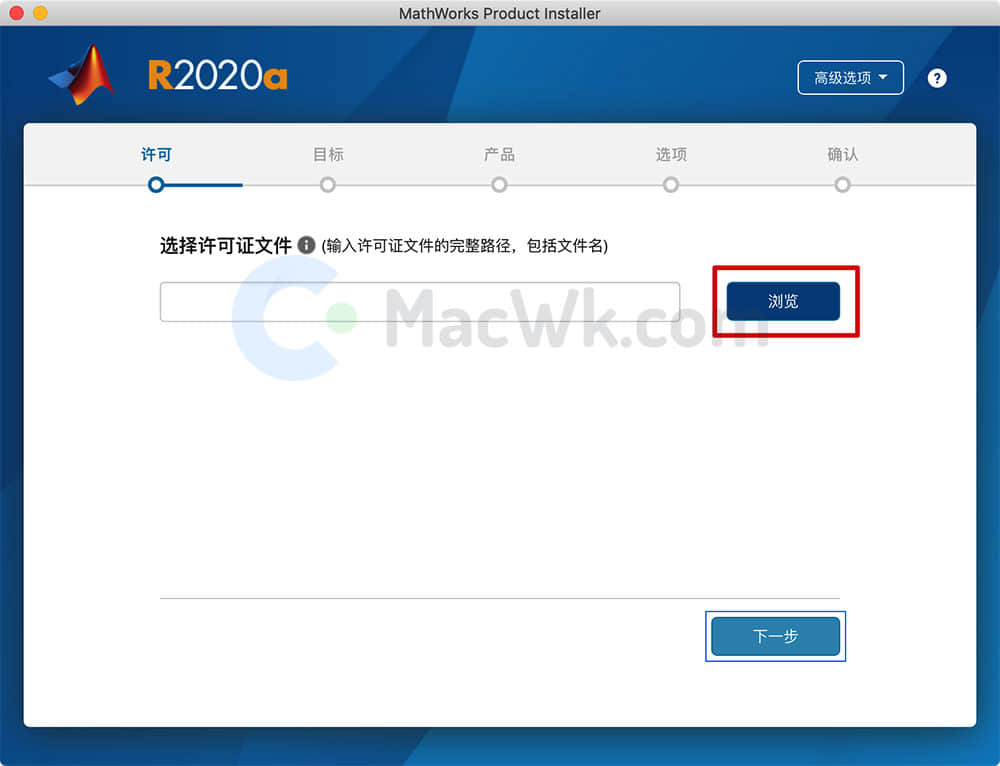 MathWorks Product Installer
R2020a
高级选项
?
许可 目标 产品 选项 确认
选择许可证文件 i (输入许可证文件的完整路径，包括文件名)
浏览
MacWk.com
下一步